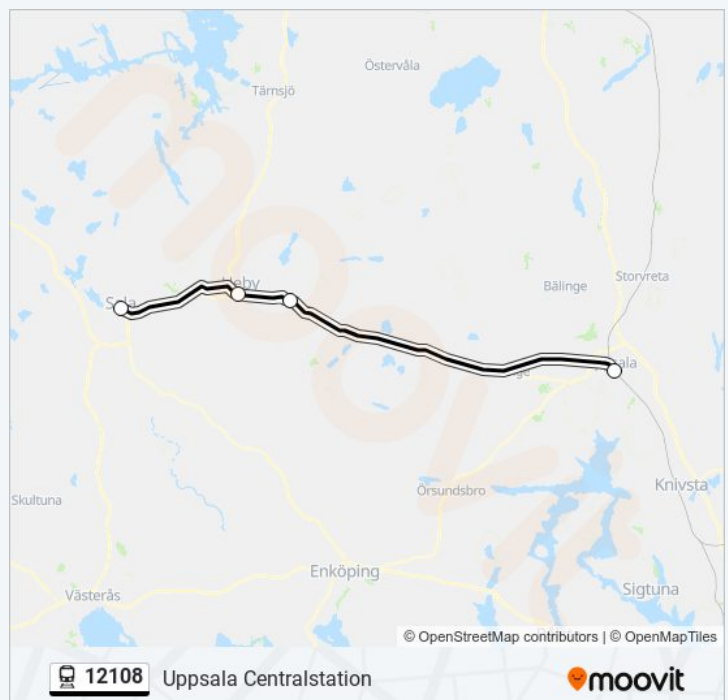 Östervåla
Tärnsjö
Storvreta
Bälinge
Skultuna
Örsundsbro
Knivsta
Enköping
Sigtuna
Västerås
© OpenStreetMap contributors | © OpenMapTiles
12108 Uppsala Centralstation
moovit